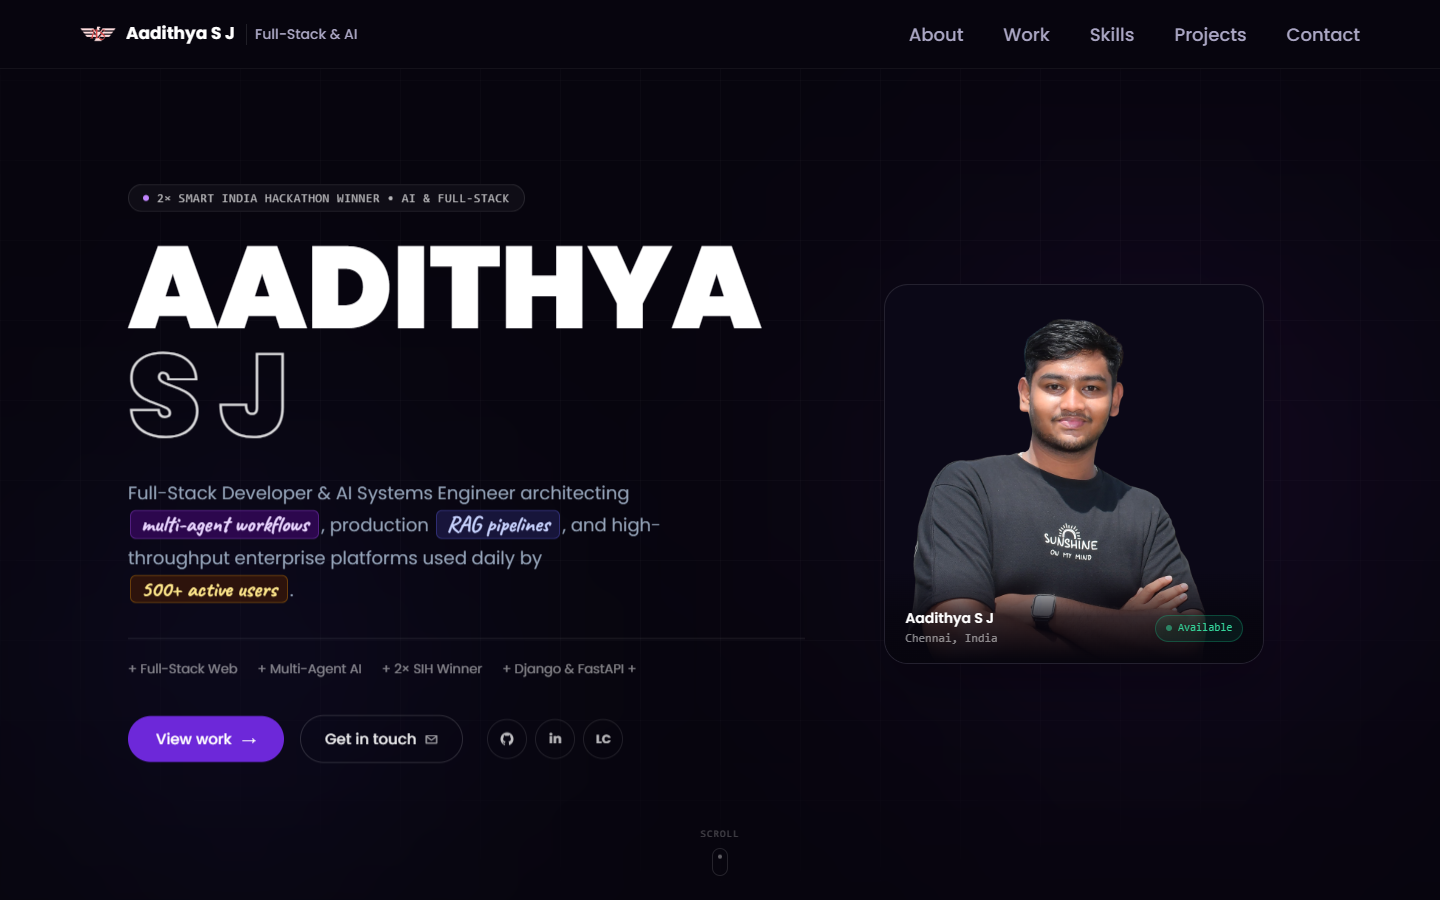 Aadithya S J
Full-Stack & AI
About
Work
Skills
Projects
Contact
2× SMART INDIA HACKATHON WINNER • AI & FULL-STACK
AADITHYA
S J
Full-Stack Developer & AI Systems Engineer architecting
multi-agent workflows, production RAG pipelines, and high-
throughput enterprise platforms used daily by
500+ active users.
+ Full-Stack Web
+ Multi-Agent AI
+ 2× SIH Winner
+ Django & FastAPI +
View work →
Get in touch
in
LC
SUNSHINE
ON MY MIND
Aadithya S J
Chennai, India
Available
SCROLL